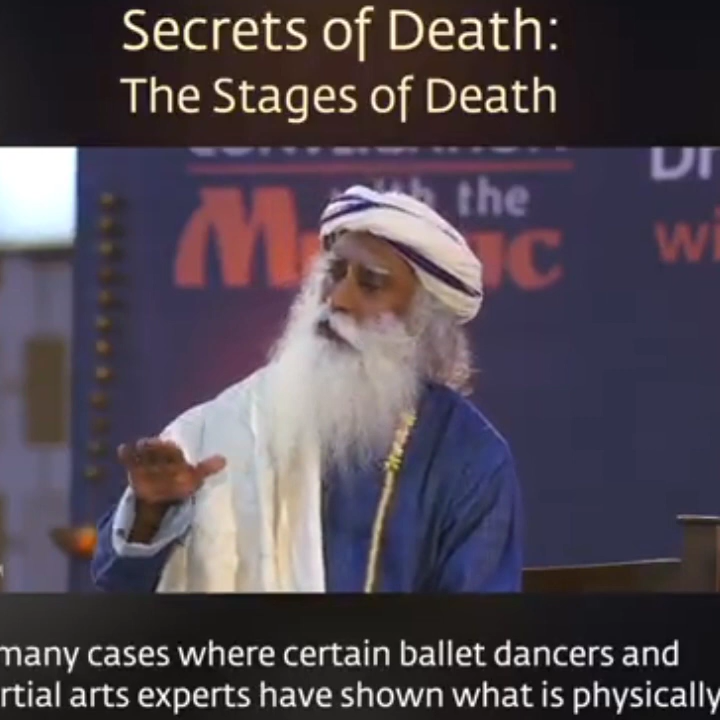 Secrets of Death:
The Stages of Death
the
many cases where certain ballet dancers and
rtial arts experts have shown what is physically